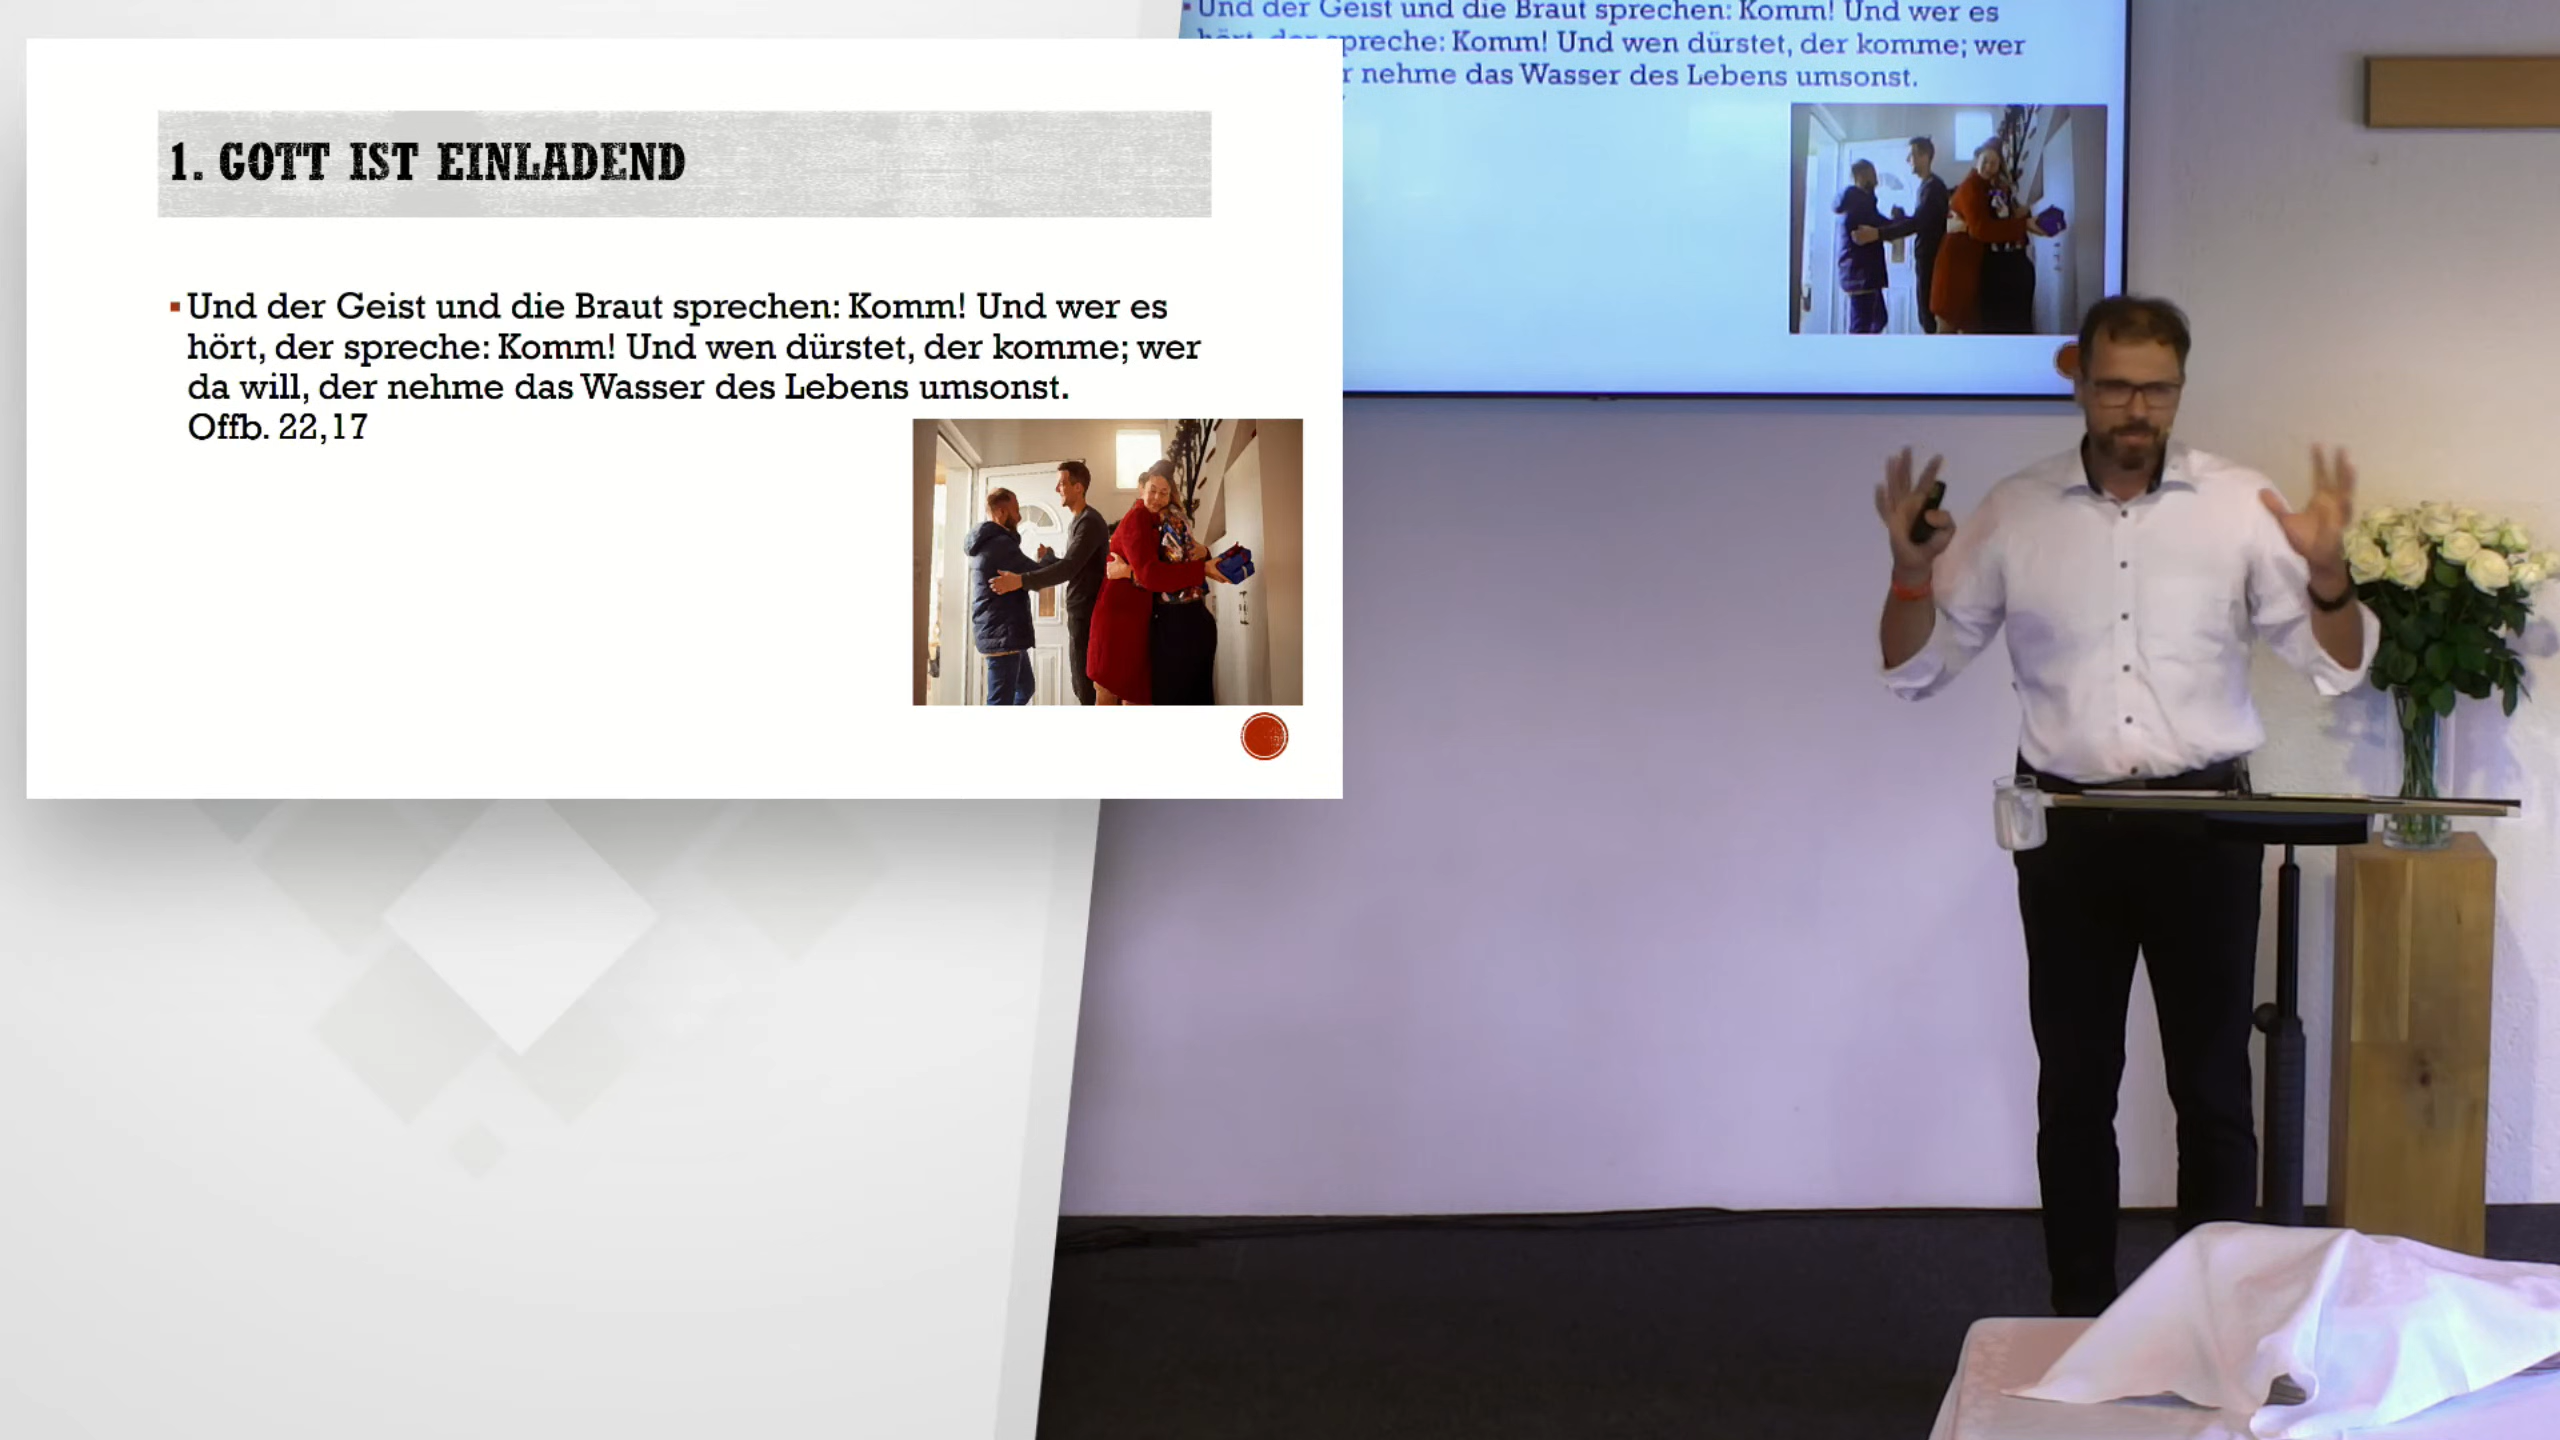 1. GOTT IST EINLADEND
▪ Und der Geist und die Braut sprechen: Komm! Und wer es
hört, der spreche: Komm! Und wen dürstet, der komme; wer
da will, der nehme das Wasser des Lebens umsonst.
Offb. 22,17
▪ Und der Geist und die Braut sprechen: Komm! Und wer es
hört, der spreche: Komm! Und wen dürstet, der komme; wer
nehme das Wasser des Lebens umsonst.